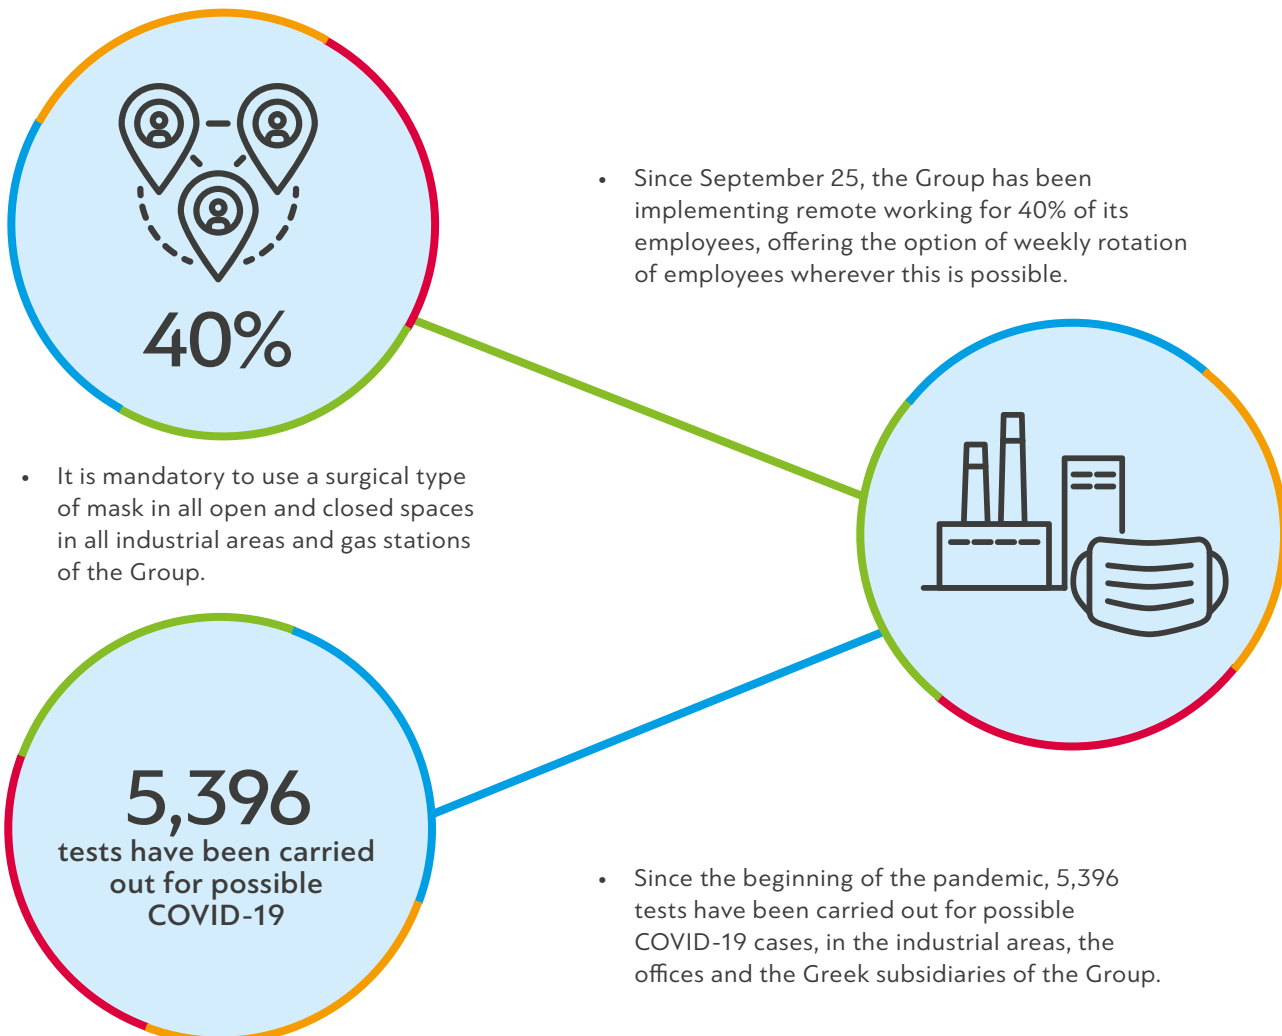 40%
• Since September 25, the Group has been
implementing remote working for 40% of its
employees, offering the option of weekly rotation
of employees wherever this is possible.
• It is mandatory to use a surgical type
of mask in all open and closed spaces
in all industrial areas and gas stations
of the Group.
5,396
tests have been carried
out for possible
COVID-19
• Since the beginning of the pandemic, 5,396
tests have been carried out for possible
COVID-19 cases, in the industrial areas, the
offices and the Greek subsidiaries of the Group.